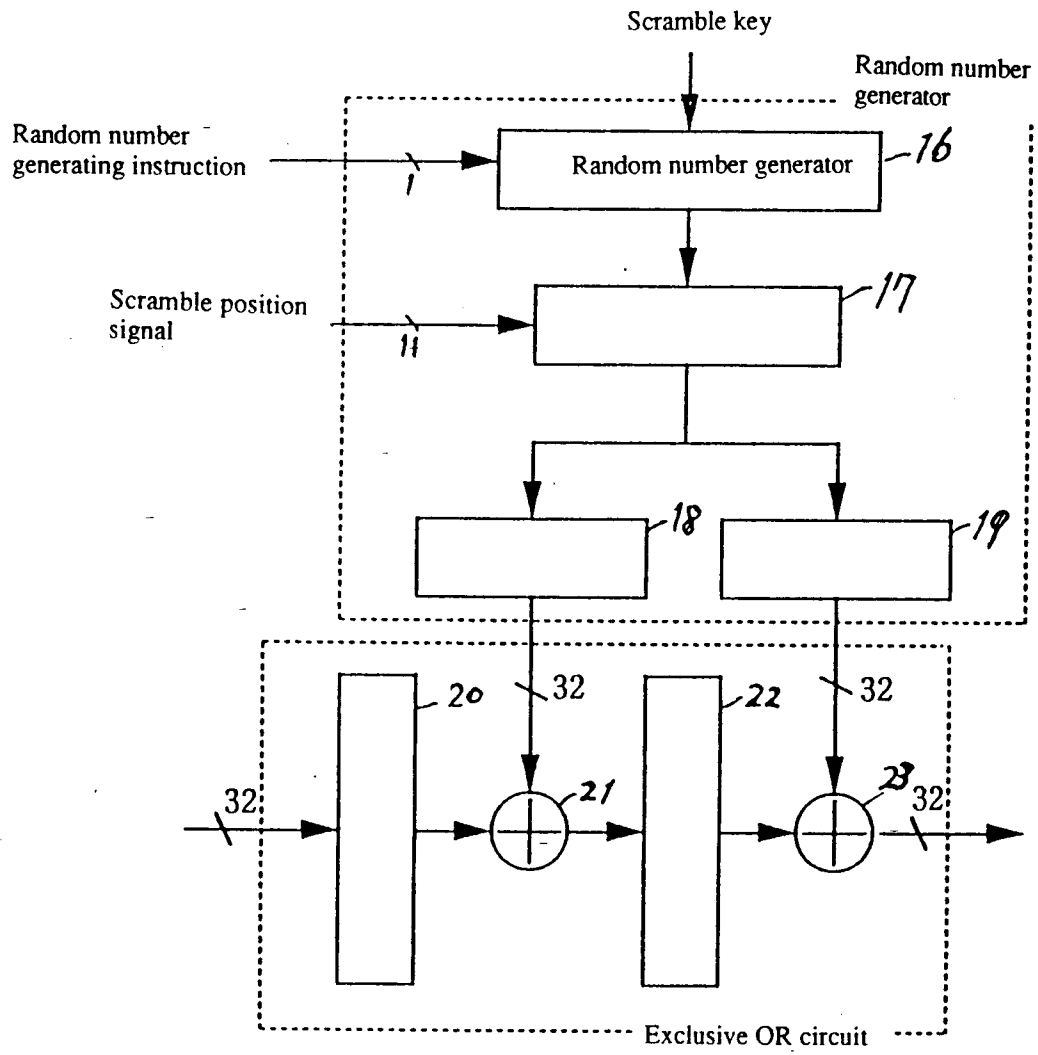 Scramble key
Random number
generator
Random number
generating instruction
1
Random number generator
16
Scramble position
signal
11
17
18
19
20
32
22
32
32
21
23
32
Exclusive OR circuit